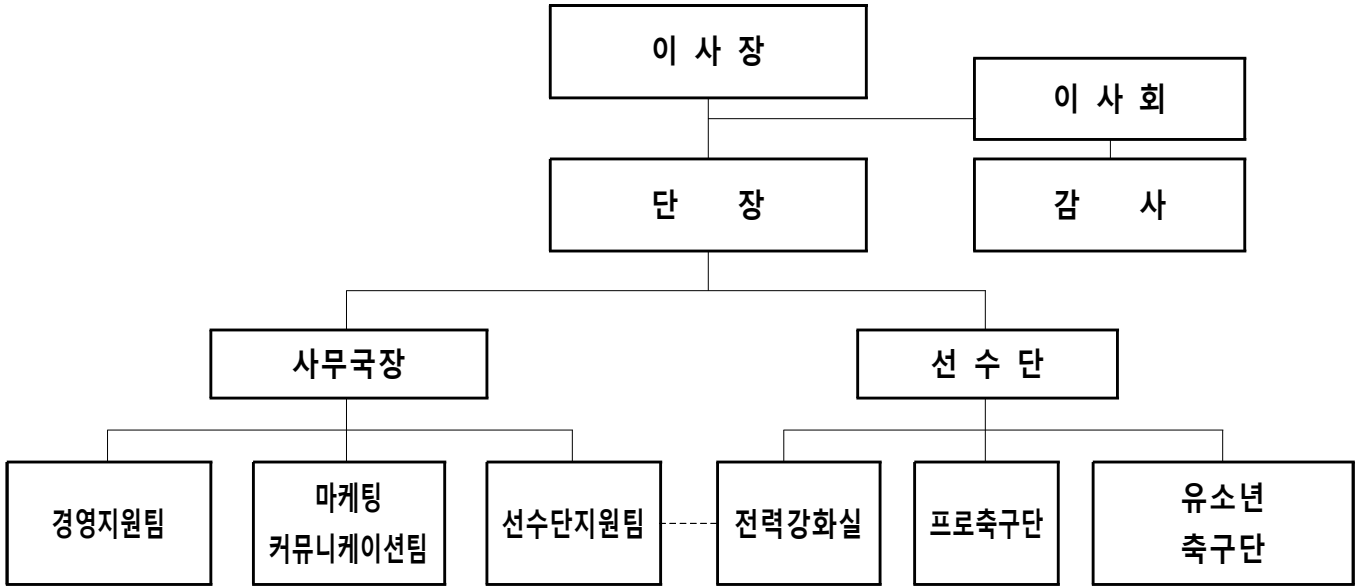 이 사 장
이 사 회
단 장
감 사
사무국장
선 수 단
경영지원팀
마케팅
커뮤니케이션팀
선수단지원팀
전력강화실
프로축구단
유소년
축구단